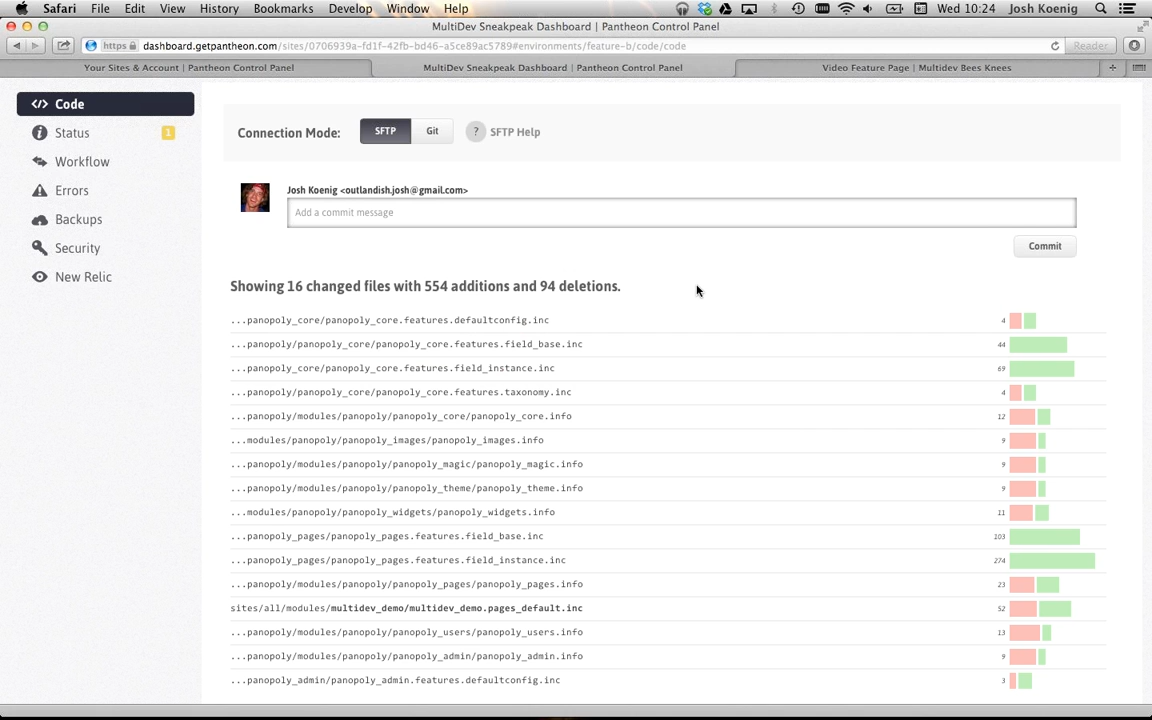 Safari File Edit View History Bookmarks Develop Window Help Wed 10:24 Josh Koenig
MultiDev Sneakpeak Dashboard | Pantheon Control Panel
https dashboard.getpantheon.com/sites/0706939a-fd1f-42fb-bd46-a5ce89ac5789#environments/feature-b/code/code Reader
Your Sites & Account | Pantheon Control Panel MultiDev Sneakpeak Dashboard | Pantheon Control Panel Video Feature Page | Multidev Bees Knees
Code
Status 1
Workflow
Errors
Backups
Security
New Relic
Connection Mode: SFTP Git ? SFTP Help
Josh Koenig <outlandish.josh@gmail.com>
Add a commit message
Commit
Showing 16 changed files with 554 additions and 94 deletions.
...panopoly_core/panopoly_core.features.defaultconfig.inc 4
...panopoly/panopoly_core/panopoly_core.features.field_base.inc 44
...panopoly_core/panopoly_core.features.field_instance.inc 69
...panopoly_core/panopoly_core.features.taxonomy.inc 4
...panopoly/modules/panopoly/panopoly_core/panopoly_core.info 12
...modules/panopoly/panopoly_images/panopoly_images.info 9
...panopoly/modules/panopoly/panopoly_magic/panopoly_magic.info 9
...panopoly/modules/panopoly/panopoly_theme/panopoly_theme.info 9
...modules/panopoly/panopoly_widgets/panopoly_widgets.info 11
...panopoly_pages/panopoly_pages.features.field_base.inc 103
...panopoly_pages/panopoly_pages.features.field_instance.inc 274
...panopoly/modules/panopoly/panopoly_pages/panopoly_pages.info 23
sites/all/modules/multidev_demo/multidev_demo.pages_default.inc 52
...panopoly/modules/panopoly/panopoly_users/panopoly_users.info 13
...panopoly/modules/panopoly/panopoly_admin/panopoly_admin.info 9
...panopoly_admin/panopoly_admin.features.defaultconfig.inc 3